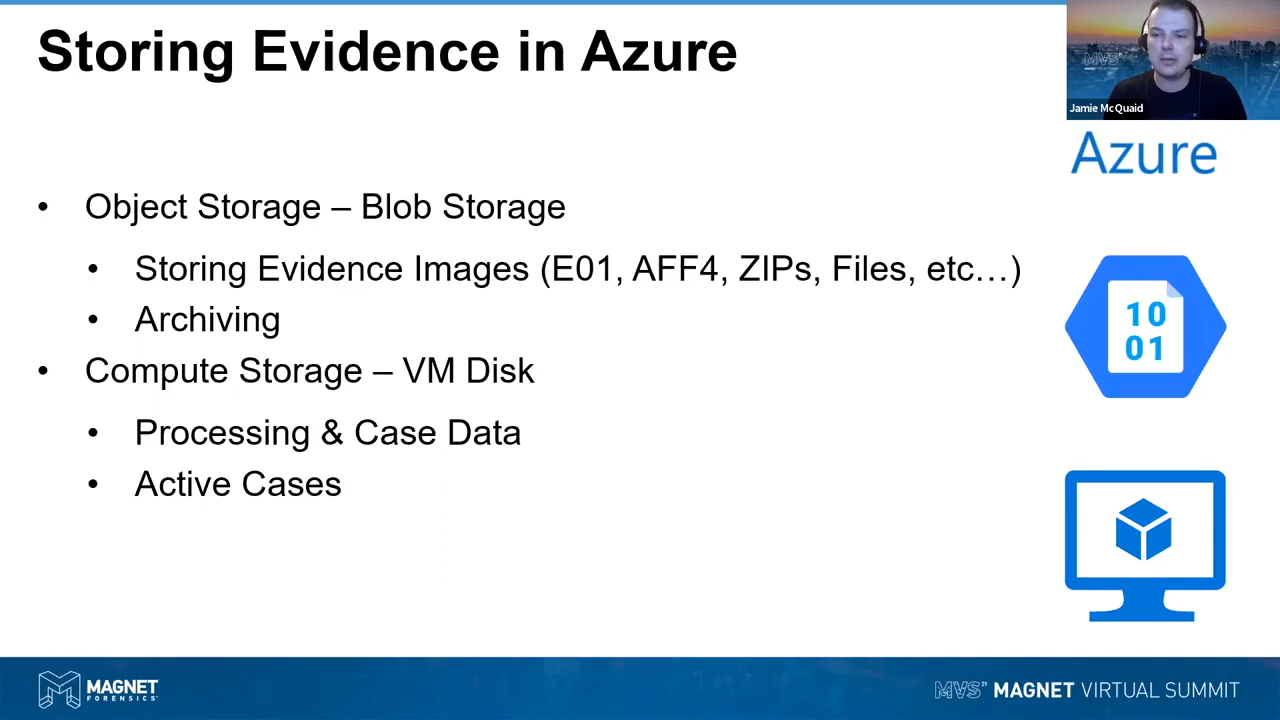 Storing Evidence in Azure
MVS
Jamie McQuaid
Azure
• Object Storage – Blob Storage
• Storing Evidence Images (E01, AFF4, ZIPs, Files, etc…)
• Archiving
• Compute Storage – VM Disk
• Processing & Case Data
• Active Cases
10
01
MAGNET
FORENSICS
MVS21 MAGNET VIRTUAL SUMMIT